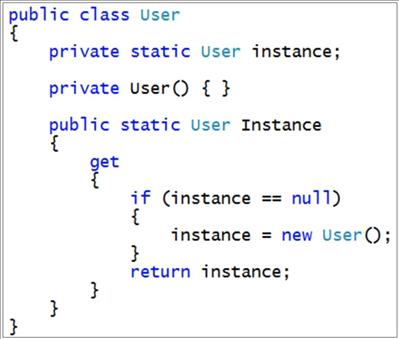 public class User
{
    private static User instance;
    private User() { }
    public static User Instance
    {
        get
        {
            if (instance == null)
            {
                instance = new User();
            }
            return instance;
        }
    }
}